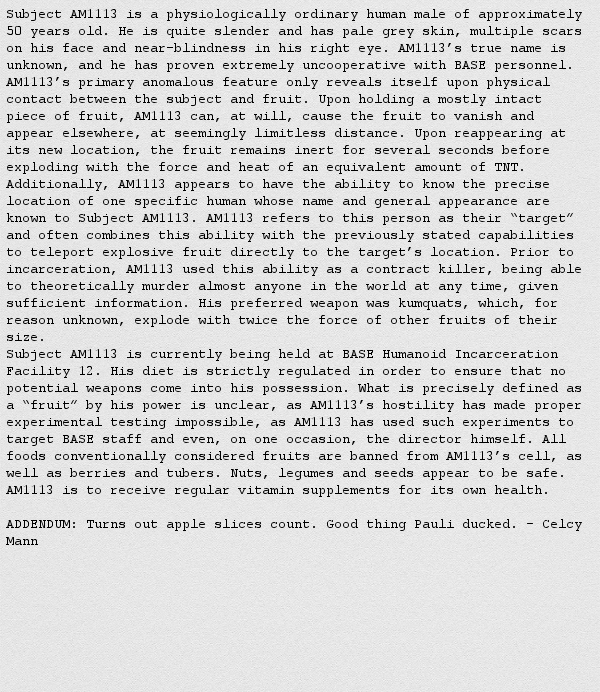 Subject AM1113 is a physiologically ordinary human male of approximately
50 years old. He is quite slender and has pale grey skin, multiple scars
on his face and near-blindness in his right eye. AM1113’s true name is
unknown, and he has proven extremely uncooperative with BASE personnel.
AM1113’s primary anomalous feature only reveals itself upon physical
contact between the subject and fruit. Upon holding a mostly intact
piece of fruit, AM1113 can, at will, cause the fruit to vanish and
appear elsewhere, at seemingly limitless distance. Upon reappearing at
its new location, the fruit remains inert for several seconds before
exploding with the force and heat of an equivalent amount of TNT.
Additionally, AM1113 appears to have the ability to know the precise
location of one specific human whose name and general appearance are
known to Subject AM1113. AM1113 refers to this person as their “target”
and often combines this ability with the previously stated capabilities
to teleport explosive fruit directly to the target’s location. Prior to
incarceration, AM1113 used this ability as a contract killer, being able
to theoretically murder almost anyone in the world at any time, given
sufficient information. His preferred weapon was kumquats, which, for
reason unknown, explode with twice the force of other fruits of their
size.
Subject AM1113 is currently being held at BASE Humanoid Incarceration
Facility 12. His diet is strictly regulated in order to ensure that no
potential weapons come into his possession. What is precisely defined as
a “fruit” by his power is unclear, as AM1113’s hostility has made proper
experimental testing impossible, as AM1113 has used such experiments to
target BASE staff and even, on one occasion, the director himself. All
foods conventionally considered fruits are banned from AM1113’s cell, as
well as berries and tubers. Nuts, legumes and seeds appear to be safe.
AM1113 is to receive regular vitamin supplements for its own health.
ADDENDUM: Turns out apple slices count. Good thing Pauli ducked. – Celcy
Mann